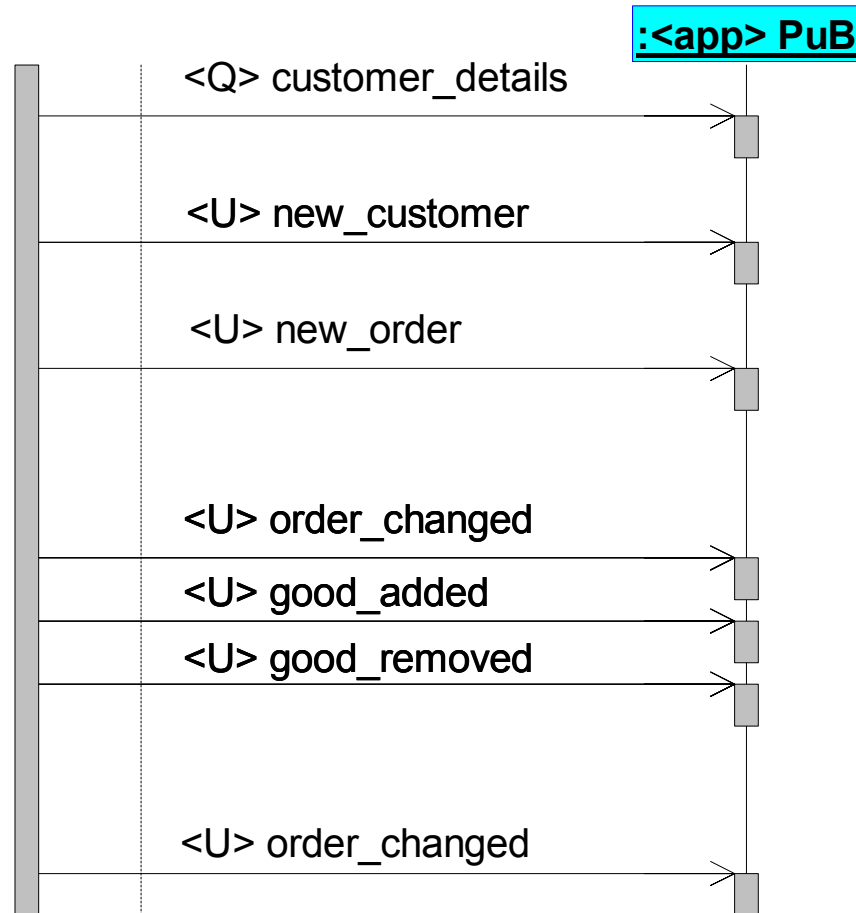 :<app> PuB
<Q> customer_details
<U> new_customer
<U> new_order
<U> order_changed
<U> good_added
<U> good_removed
<U> order_changed